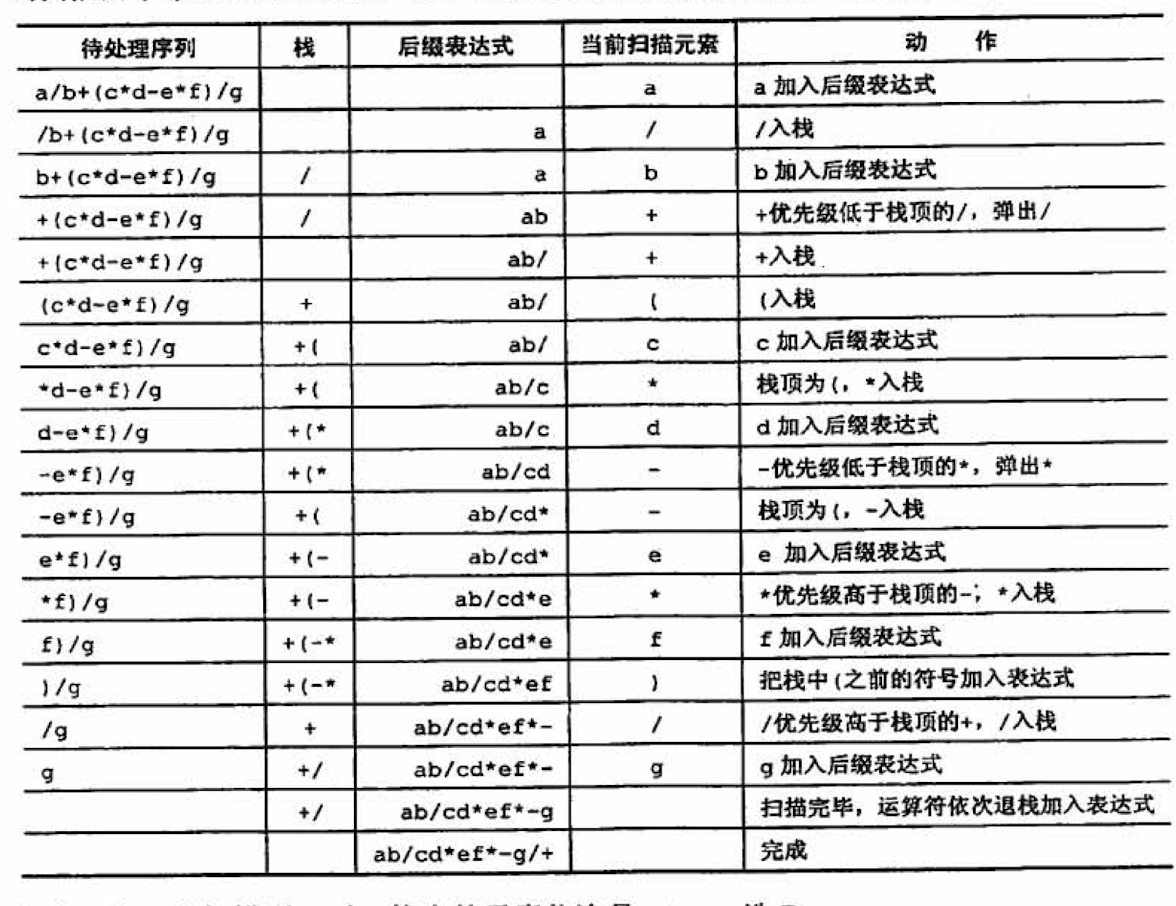 待处理序列 栈 后缀表达式 当前扫描元素 动 作
a/b+(c*d-e*f)/g a a 加入后缀表达式
/b+(c*d-e*f)/g a / /入栈
b+(c*d-e*f)/g / a b b 加入后缀表达式
+(c*d-e*f)/g / ab + +优先级低于栈顶的/，弹出/
+(c*d-e*f)/g ab/ + +入栈
(c*d-e*f)/g + ab/ ( (入栈
c*d-e*f)/g +( ab/ c c 加入后缀表达式
*d-e*f)/g +( ab/c * 栈顶为(，*入栈
d-e*f)/g +(* ab/c d d 加入后缀表达式
-e*f)/g +(* ab/cd - -优先级低于栈顶的*，弹出*
-e*f)/g +( ab/cd* - 栈顶为(，-入栈
e*f)/g +(- ab/cd* e e 加入后缀表达式
*f)/g +(- ab/cd*e * *优先级高于栈顶的-；*入栈
f)/g +(-* ab/cd*e f f 加入后缀表达式
)/g +(-* ab/cd*ef ) 把栈中(之前的符号加入表达式
/g + ab/cd*ef*- / /优先级高于栈顶的+，/入栈
g +/ ab/cd*ef*- g g 加入后缀表达式
+/ ab/cd*ef*-g 扫描完毕，运算符依次退栈加入表达式
ab/cd*ef*-g/+ 完成